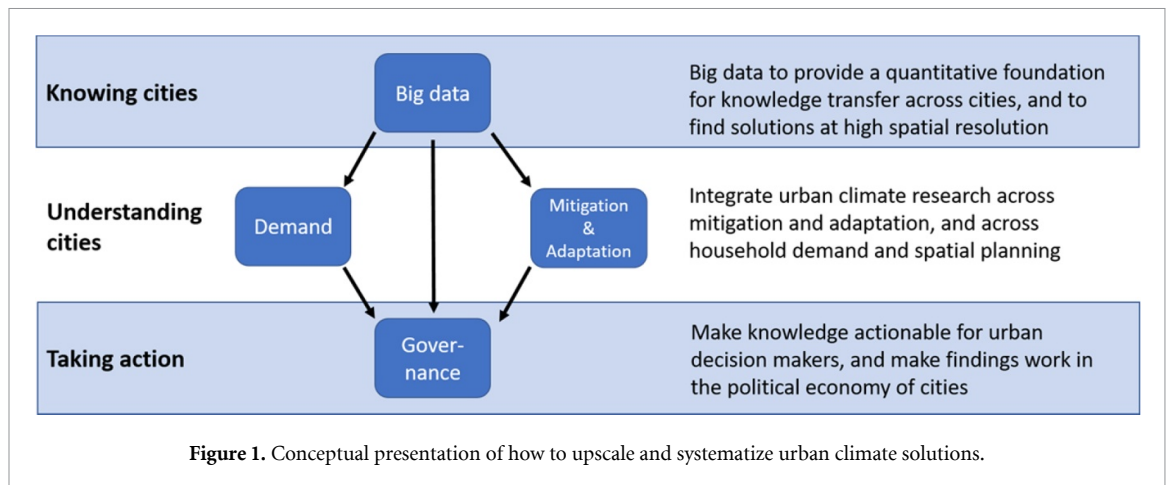 Knowing cities
Big data
Big data to provide a quantitative foundation
for knowledge transfer across cities, and to
find solutions at high spatial resolution
Understanding
cities
Demand
Mitigation
&
Adaptation
Integrate urban climate research across
mitigation and adaptation, and across
household demand and spatial planning
Taking action
Gover-
nance
Make knowledge actionable for urban
decision makers, and make findings work in
the political economy of cities
Figure 1. Conceptual presentation of how to upscale and systematize urban climate solutions.